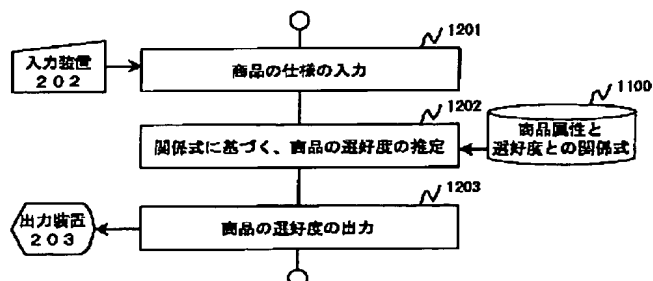 1201
入力装置
202
商品の仕様の入力
1202
1100
関係式に基づく、商品の選好度の推定
商品属性と
選好度との関係式
1203
出力装置
203
商品の選好度の出力